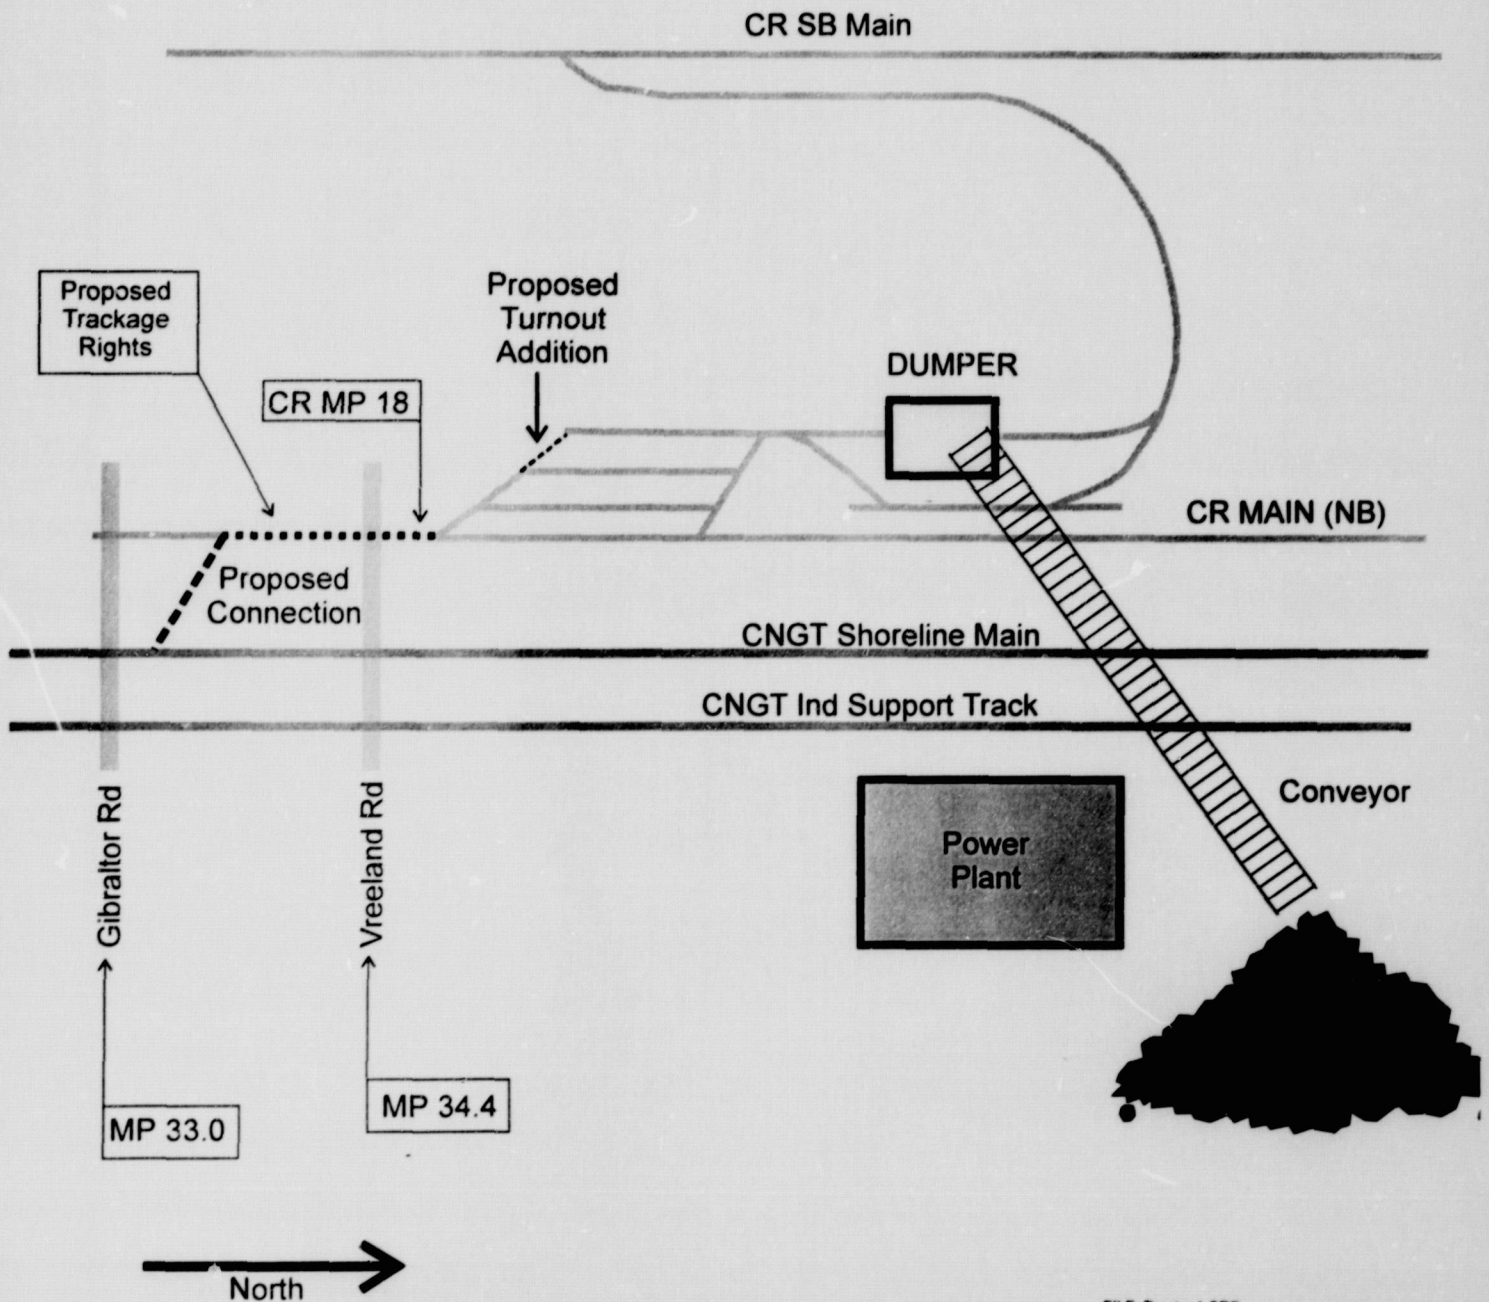 CR SB Main
Proposed
Trackage
Rights
CR MP 18
Proposed
Turnout
Addition
DUMPER
CR MAIN (NB)
Proposed
Connection
CNGT Shoreline Main
CNGT Ind Support Track
Gibraltor Rd
Vreeland Rd
Power
Plant
Conveyor
MP 33.0
MP 34.4
North